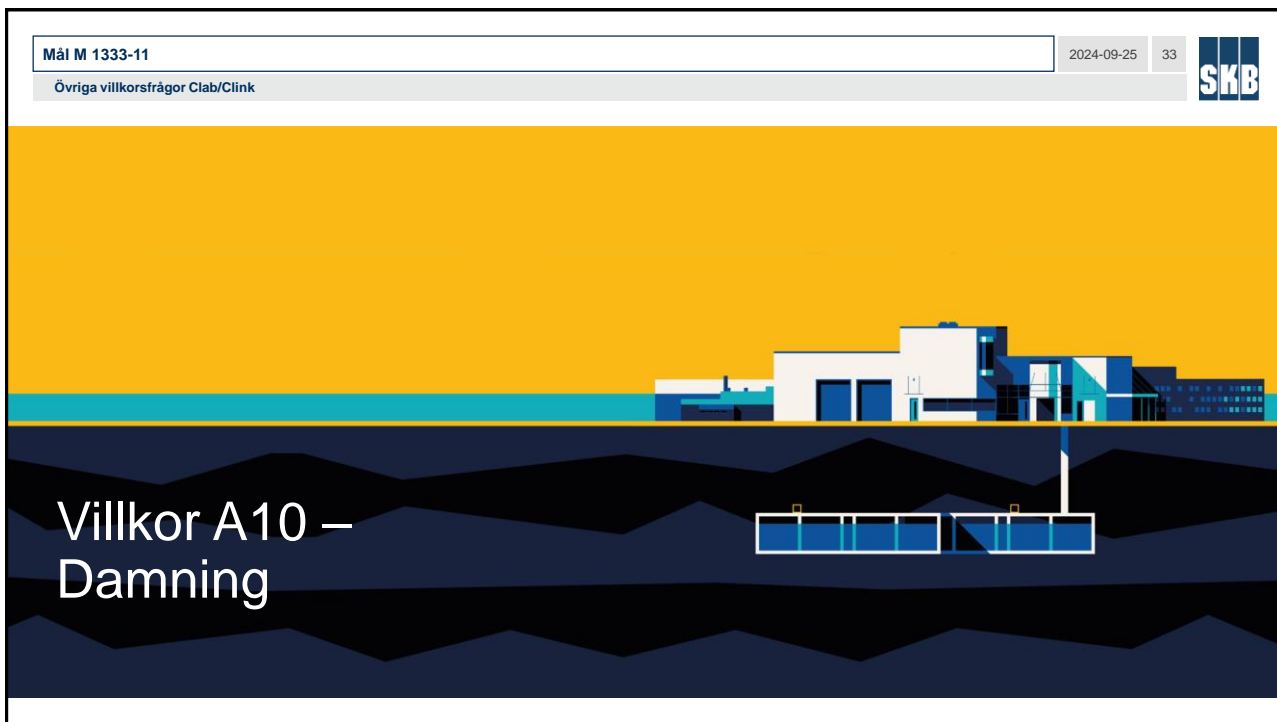 Mål M 1333-11
2024-09-25
33
SKB
Övriga villkorsfrågor Clab/Clink
Villkor A10 –
Damning